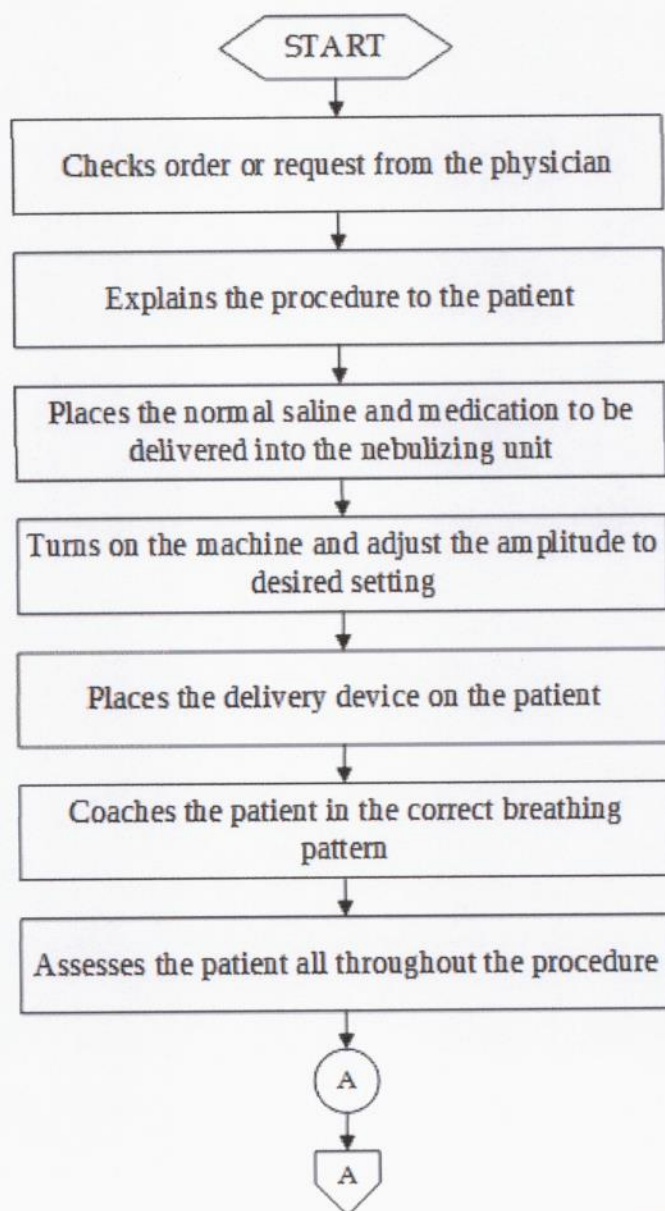 START
Checks order or request from the physician
Explains the procedure to the patient
Places the normal saline and medication to be
delivered into the nebulizing unit
Turns on the machine and adjust the amplitude to
desired setting
Places the delivery device on the patient
Coaches the patient in the correct breathing
pattern
Assesses the patient all throughout the procedure
A
A